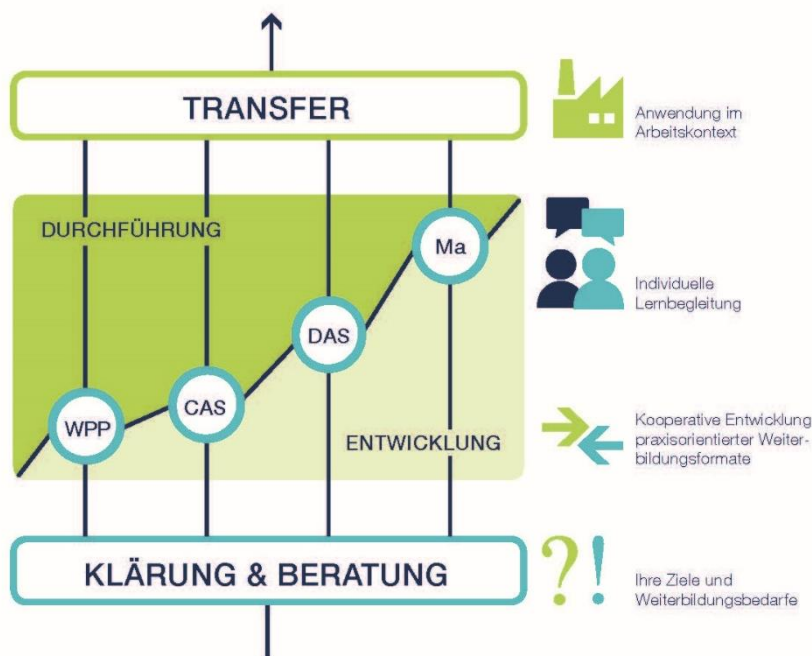 TRANSFER
Anwendung im
Arbeitskontext
DURCHFÜHRUNG
Ma
Individuelle
Lernbegleitung
DAS
CAS
WPP
ENTWICKLUNG
Kooperative Entwicklung
praxisorientierter Weiter-
bildungsformate
KLÄRUNG & BERATUNG
?!
Ihre Ziele und
Weiterbildungsbedarfe